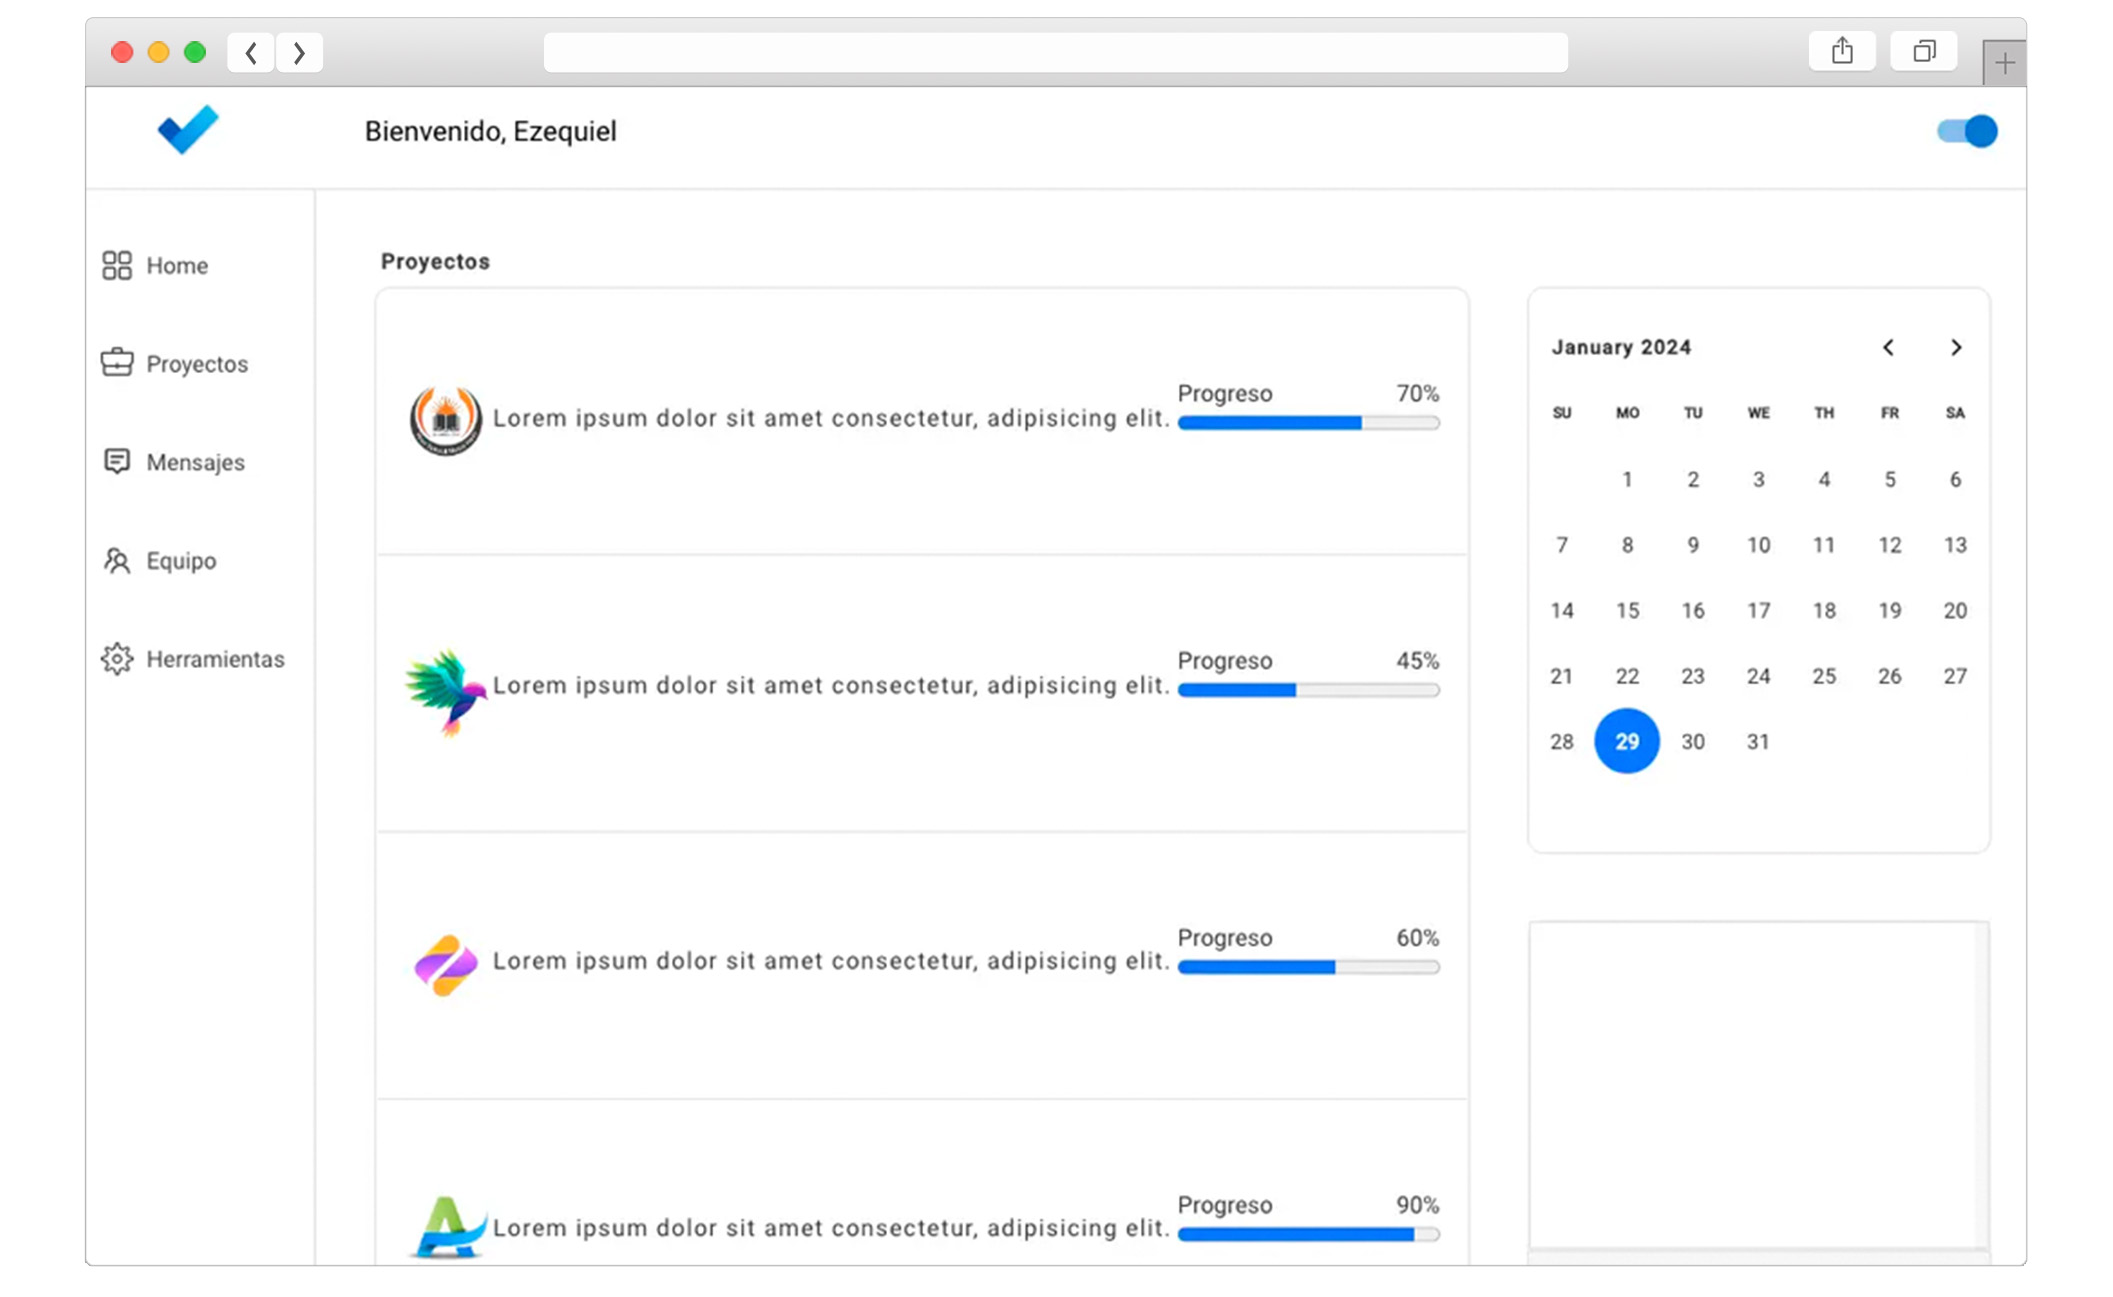 Bienvenido, Ezequiel
Home
Proyectos
Mensajes
Equipo
Herramientas
Proyectos
Lorem ipsum dolor sit amet consectetur, adipisicing elit.
Progreso 70%
Lorem ipsum dolor sit amet consectetur, adipisicing elit.
Progreso 45%
Lorem ipsum dolor sit amet consectetur, adipisicing elit.
Progreso 60%
Lorem ipsum dolor sit amet consectetur, adipisicing elit.
Progreso 90%
January 2024
SU MO TU WE TH FR SA
1 2 3 4 5 6
7 8 9 10 11 12 13
14 15 16 17 18 19 20
21 22 23 24 25 26 27
28 29 30 31